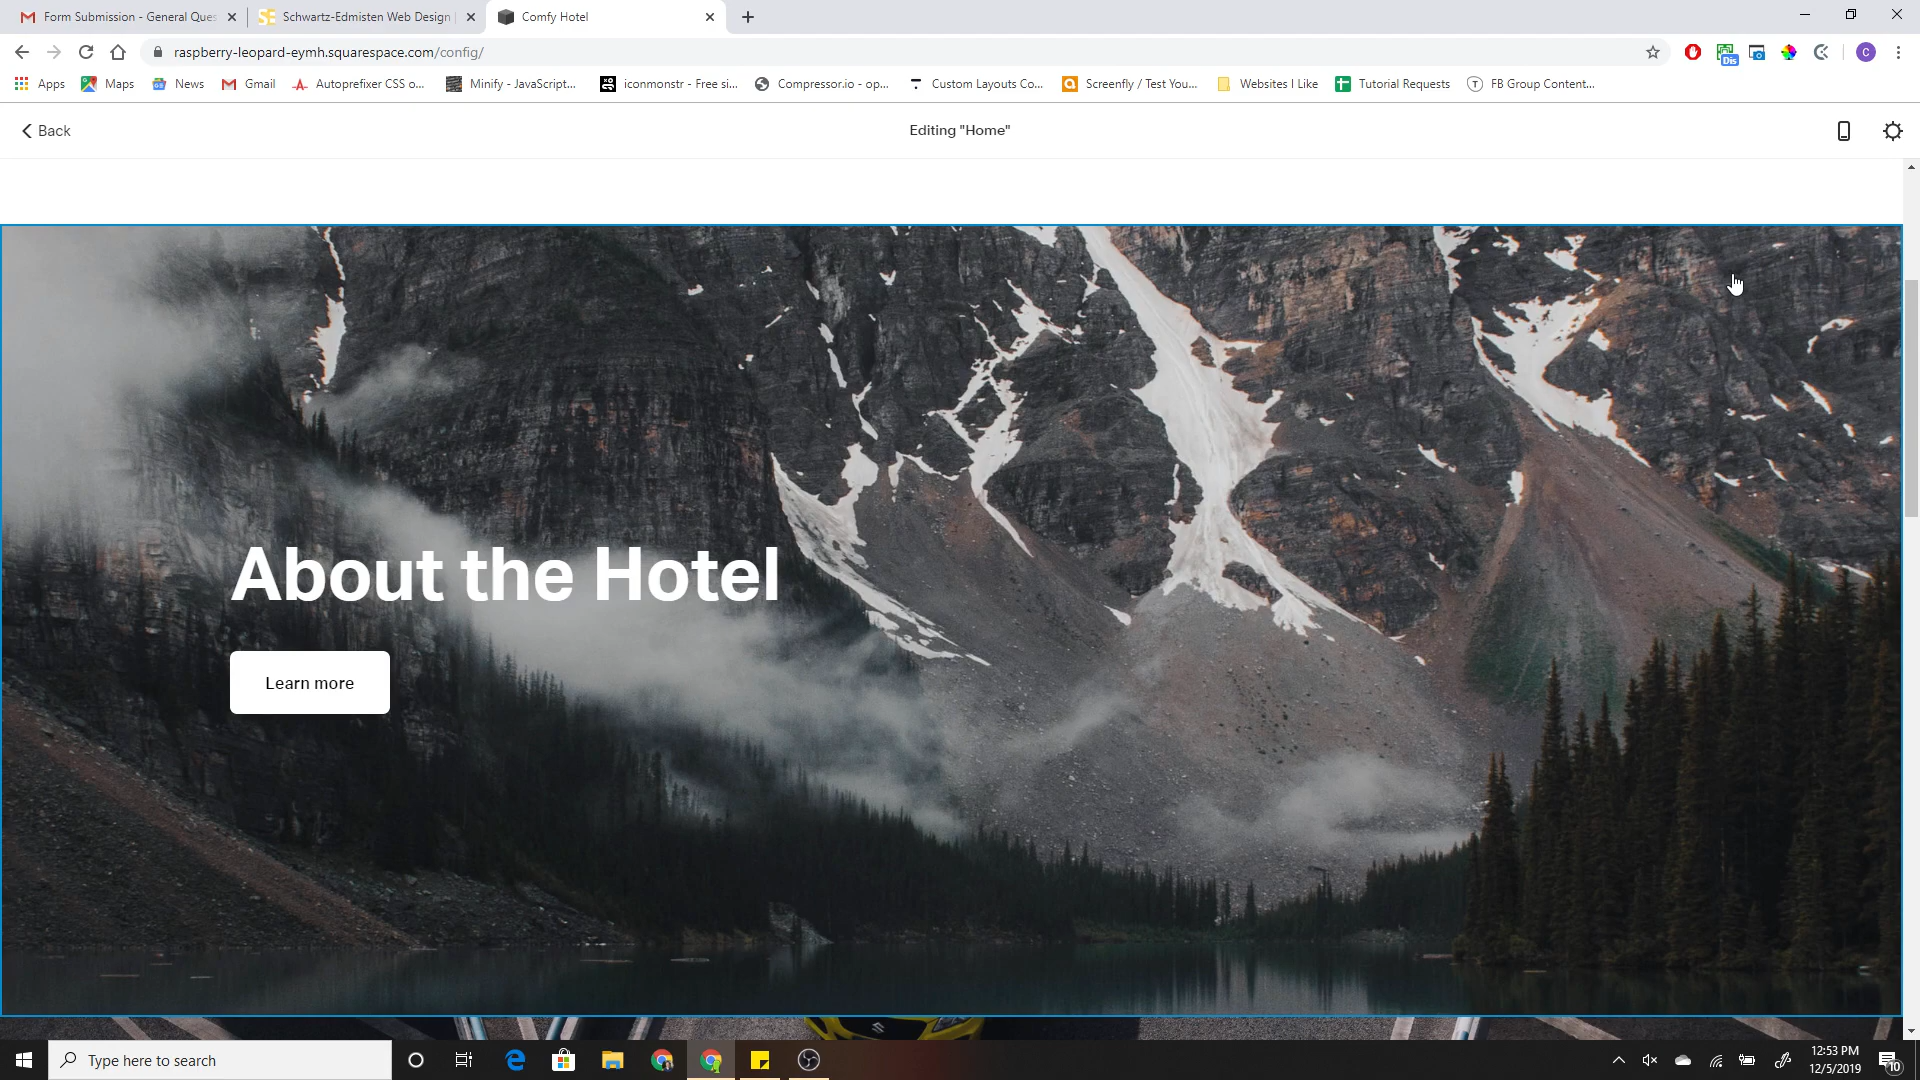 Form Submission - General Ques
Schwartz-Edmisten Web Design
Comfy Hotel
raspberry-leopard-eymh.squarespace.com/config/
Dis
C
Apps
Maps
News
Gmail
Autoprefixer CSS o...
Minify - JavaScript...
iconmonstr - Free si...
Compressor.io - op...
Custom Layouts Co...
Screenfly / Test You...
Websites I Like
Tutorial Requests
FB Group Content...
Back
Editing "Home"
About the Hotel
Learn more
Type here to search
12:53 PM
12/5/2019
10